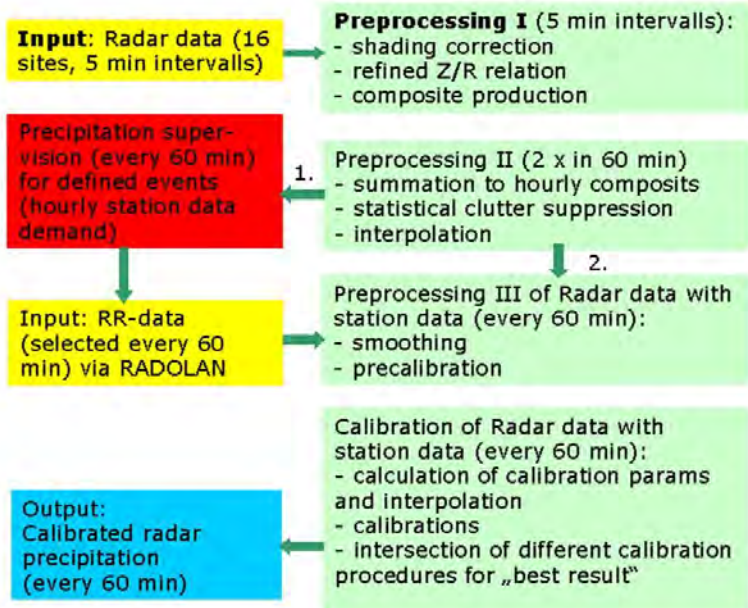 Input: Radar data (16
sites, 5 min intervalls)
Preprocessing I (5 min intervalls):
- shading correction
- refined Z/R relation
- composite production
Precipitation super-
vision (every 60 min)
for defined events
(hourly station data
demand)
1.
Preprocessing II (2 x in 60 min)
- summation to hourly composits
- statistical clutter suppression
- interpolation
2.
Input: RR-data
(selected every 60
min) via RADOLAN
Preprocessing III of Radar data with
station data (every 60 min):
- smoothing
- precalibration
Calibration of Radar data with
station data (every 60 min):
- calculation of calibration params
and interpolation
- calibrations
- intersection of different calibration
procedures for „best result“
Output:
Calibrated radar
precipitation
(every 60 min)